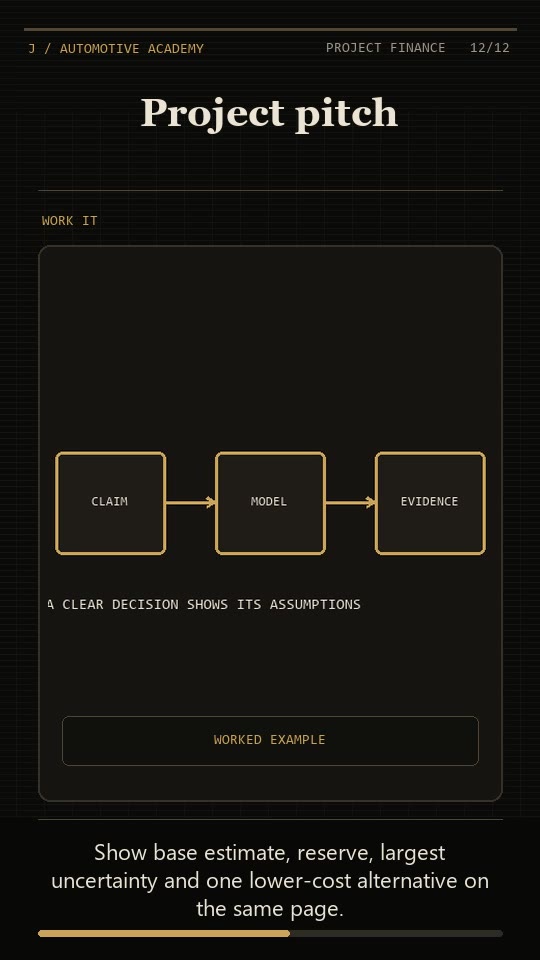 J / AUTOMOTIVE ACADEMY
PROJECT FINANCE 12/12
Project pitch
WORK IT
CLAIM
MODEL
EVIDENCE
A CLEAR DECISION SHOWS ITS ASSUMPTIONS
WORKED EXAMPLE
Show base estimate, reserve, largest
uncertainty and one lower-cost alternative on
the same page.